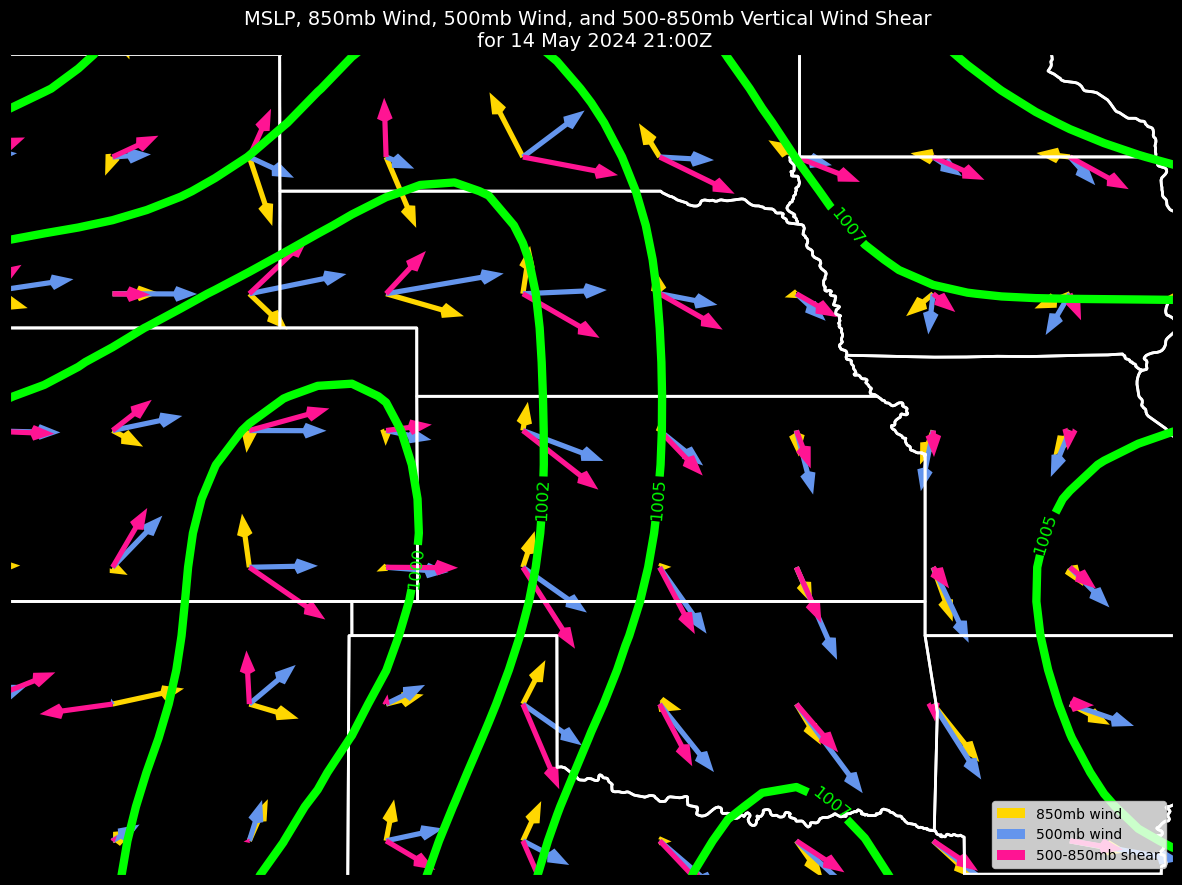 MSLP, 850mb Wind, 500mb Wind, and 500-850mb Vertical Wind Shear
for 14 May 2024 21:00Z
1007
1002
1005
1005
1000
1007
850mb wind
500mb wind
500-850mb shear